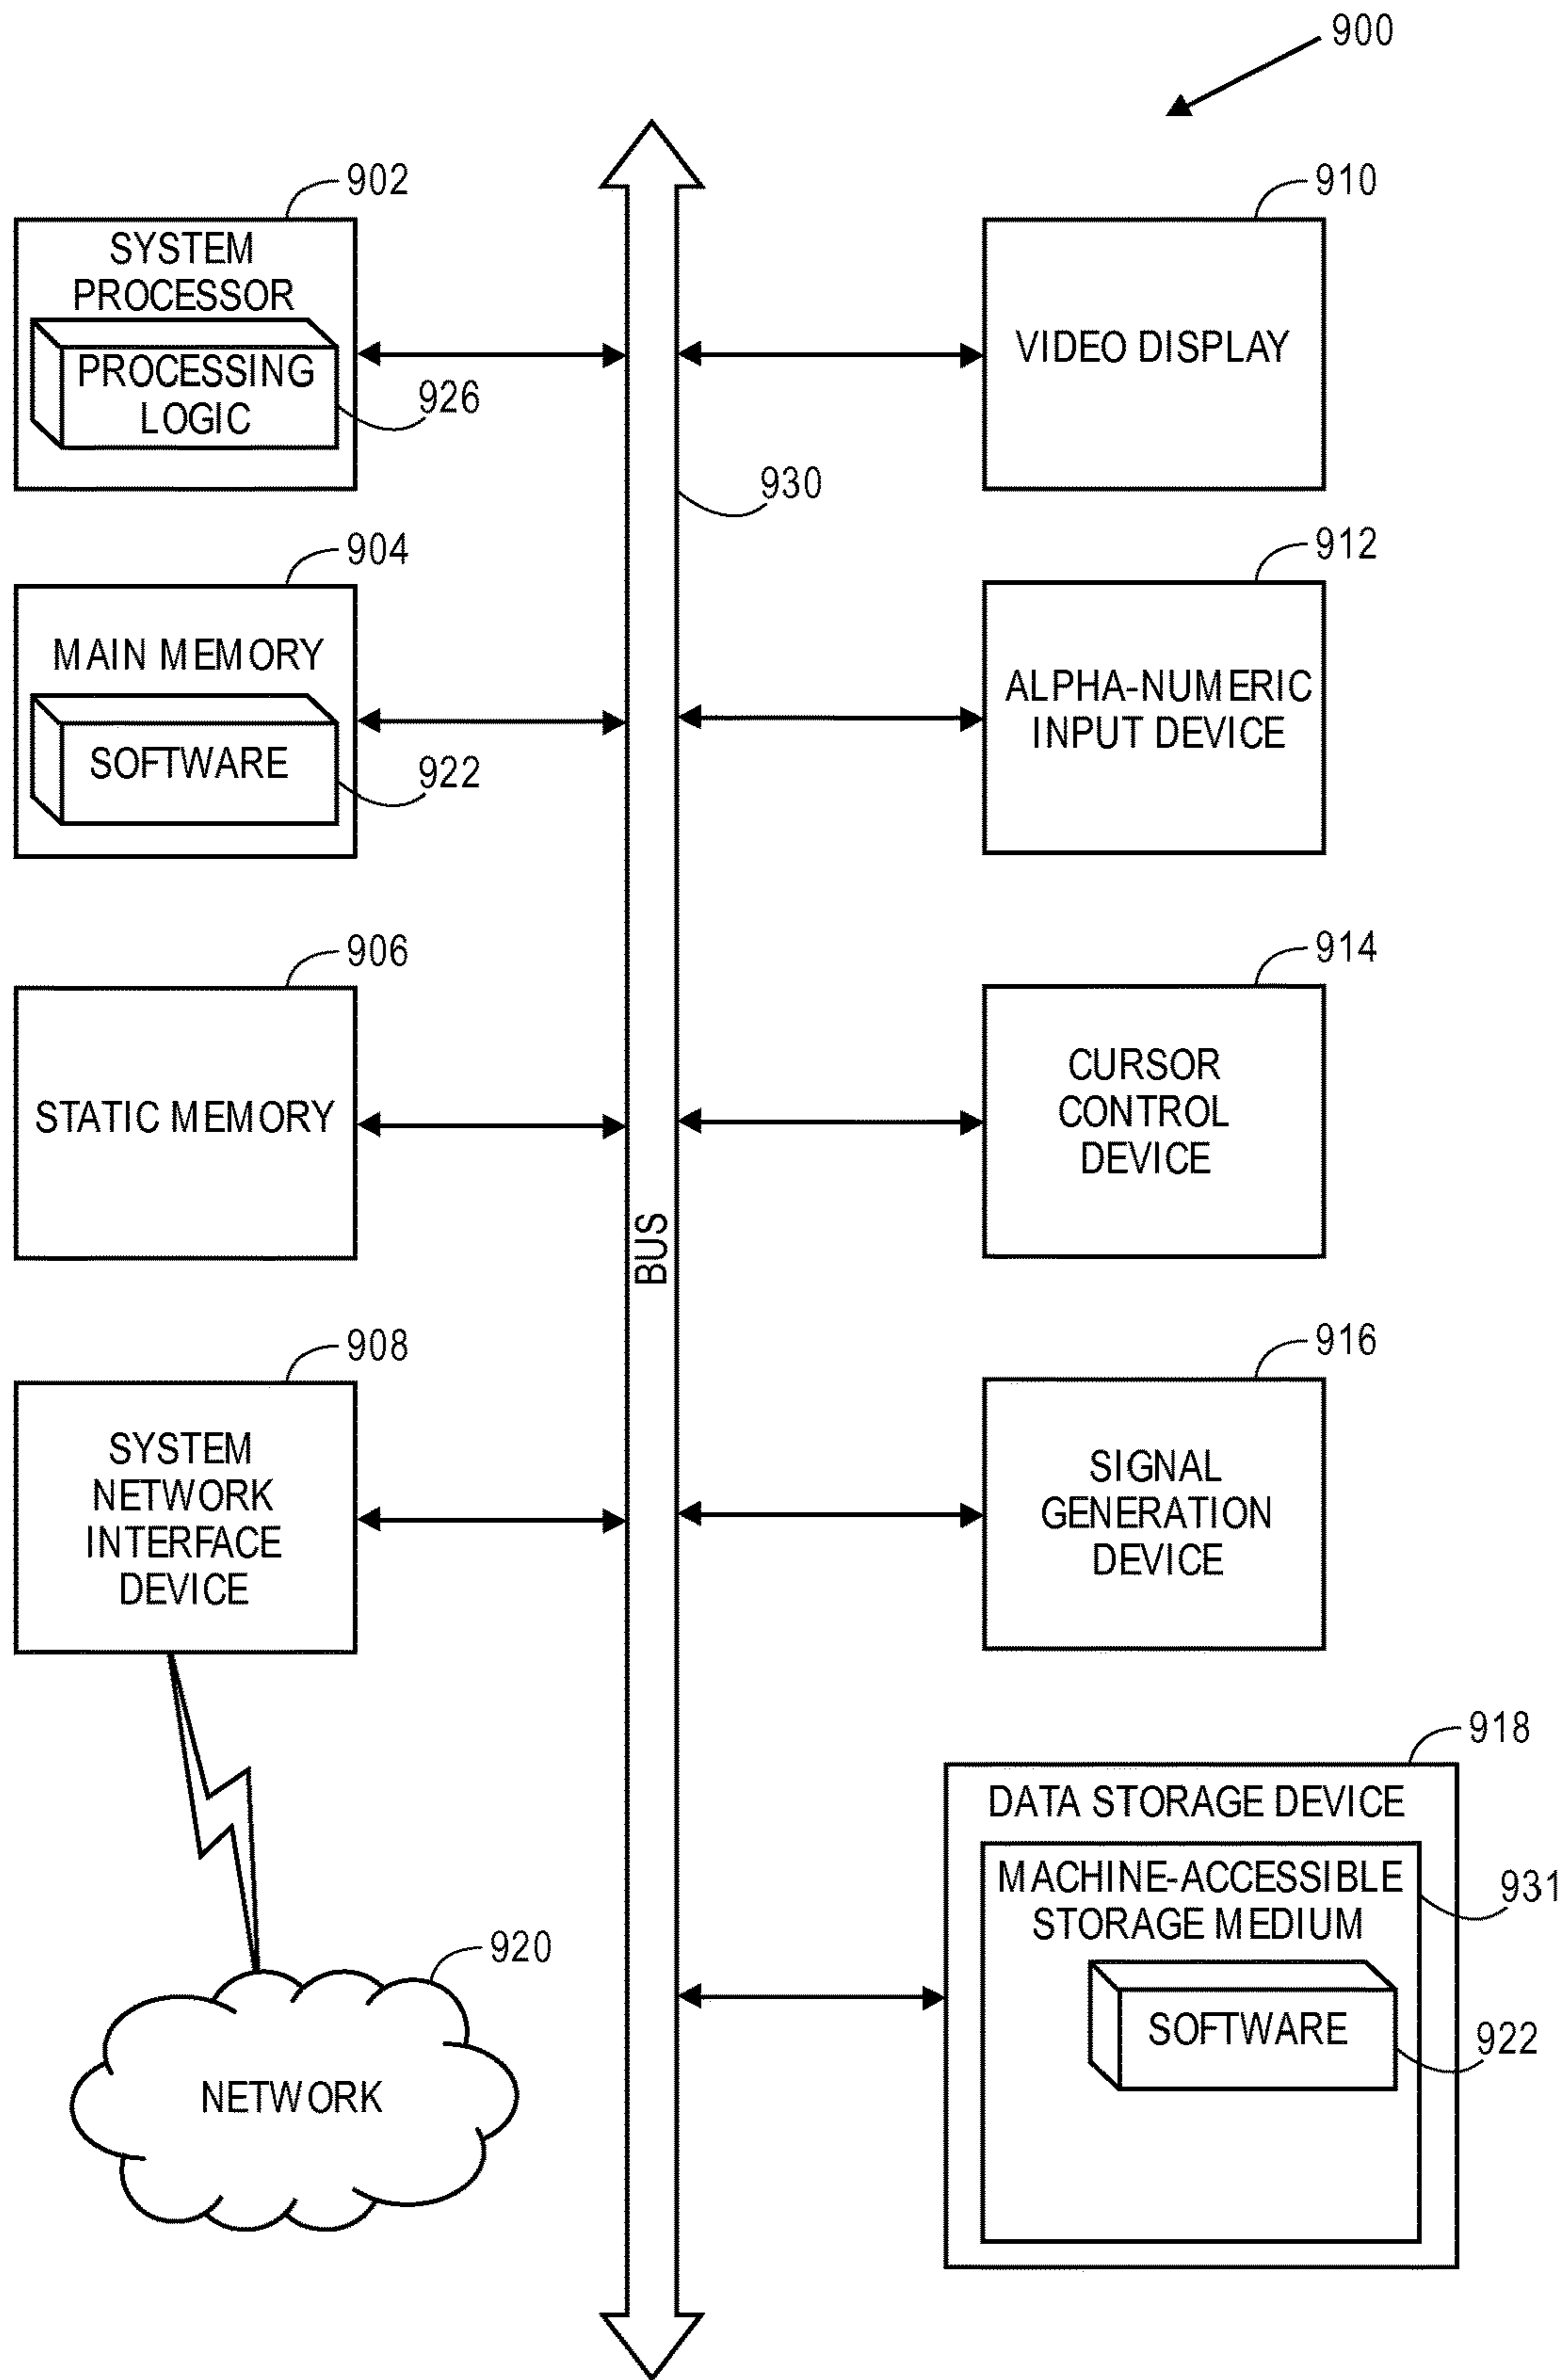 900
902
SYSTEM
PROCESSOR
PROCESSING
LOGIC
926
904
MAIN MEMORY
SOFTWARE
922
906
STATIC MEMORY
908
SYSTEM
NETWORK
INTERFACE
DEVICE
920
NETWORK
930
BUS
910
VIDEO DISPLAY
912
ALPHA-NUMERIC
INPUT DEVICE
914
CURSOR
CONTROL
DEVICE
916
SIGNAL
GENERATION
DEVICE
918
DATA STORAGE DEVICE
MACHINE-ACCESSIBLE
STORAGE MEDIUM
931
SOFTWARE
922